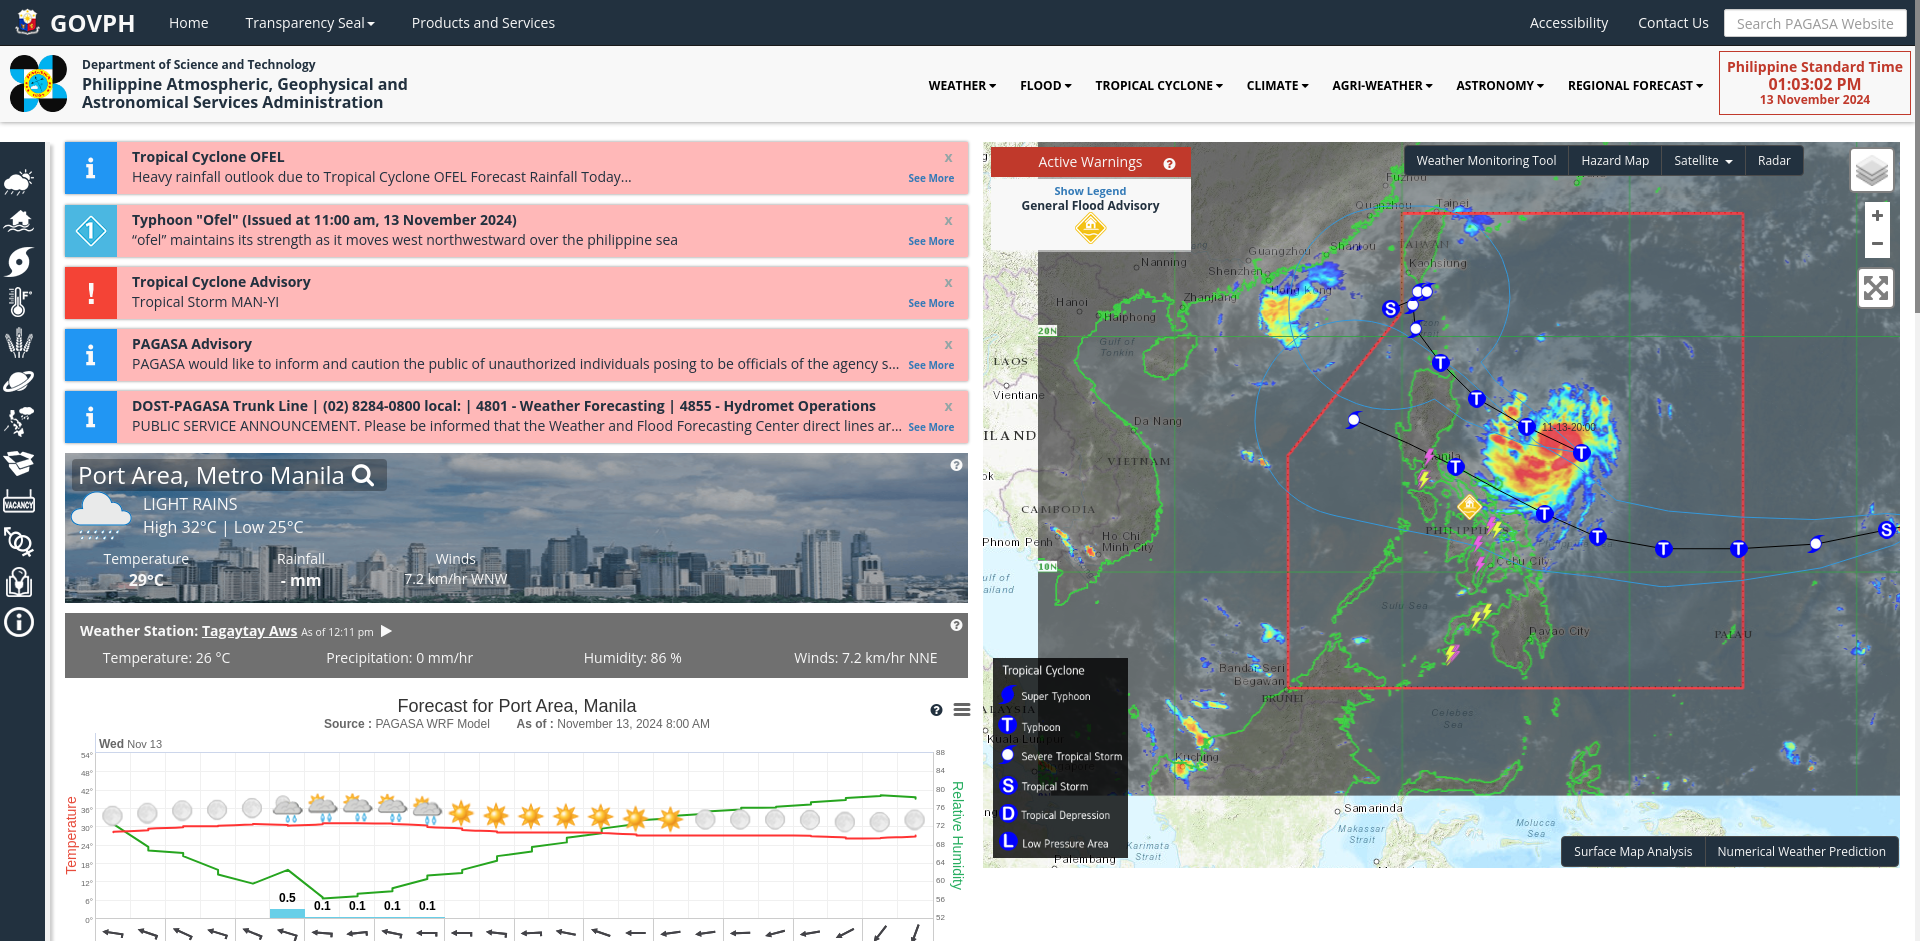 GOVPH
Home
Transparency Seal
Products and Services
Accessibility
Contact Us
Search PAGASA Website
Department of Science and Technology
Philippine Atmospheric, Geophysical and
Astronomical Services Administration
WEATHER
FLOOD
TROPICAL CYCLONE
CLIMATE
AGRI-WEATHER
ASTRONOMY
REGIONAL FORECAST
Philippine Standard Time
01:03:02 PM
13 November 2024
Tropical Cyclone OFEL
x
Heavy rainfall outlook due to Tropical Cyclone OFEL Forecast Rainfall Today...
See More
1
Typhoon "Ofel" (Issued at 11:00 am, 13 November 2024)
x
“ofel” maintains its strength as it moves west northwestward over the philippine sea
See More
Tropical Cyclone Advisory
x
Tropical Storm MAN-YI
See More
PAGASA Advisory
x
PAGASA would like to inform and caution the public of unauthorized individuals posing to be officials of the agency s...
See More
DOST-PAGASA Trunk Line | (02) 8284-0800 local: | 4801 - Weather Forecasting | 4855 - Hydromet Operations
x
PUBLIC SERVICE ANNOUNCEMENT. Please be informed that the Weather and Flood Forecasting Center direct lines ar...
See More
VACANCY
Port Area, Metro Manila
LIGHT RAINS
High 32°C | Low 25°C
Temperature
Rainfall
Winds
29°C
- mm
7.2 km/hr WNW
Weather Station: Tagaytay Aws As of 12:11 pm
Temperature: 26 °C
Precipitation: 0 mm/hr
Humidity: 86 %
Winds: 7.2 km/hr NNE
Forecast for Port Area, Manila
Source : PAGASA WRF Model As of : November 13, 2024 8:00 AM
Wed Nov 13
54°
48°
42°
36°
30°
24°
18°
12°
6°
0°
Temperature
88
84
80
76
72
68
64
60
56
52
Relative Humidity
0.5
0.1
0.1
0.1
0.1
Active Warnings
Show Legend
General Flood Advisory
Weather Monitoring Tool
Hazard Map
Satellite
Radar
+
−
Fuzhou
Taipei
Quanzhou
Shantou
TAIWAN
Guangzhou
Kaohsiung
Nanning
Shenzhen
Hong Kong
Zhanjiang
Hanoi
Haiphong
20N
Gulf of
Tonkin
LAOS
Vientiane
Da Nang
VIETNAM
CAMBODIA
Phnom Penh
Ho Chi
Minh City
10N
11-13-20:00
PHILIPPINES
Cebu City
Sulu Sea
Davao City
PALAU
Bandar Seri
Begawan
BRUNEI
Celebes
Sea
Kuching
Samarinda
Makassar
Strait
Molucca
Sea
Karimata
Strait
Palembang
Tropical Cyclone
Super Typhoon
T Typhoon
Severe Tropical Storm
S Tropical Storm
D Tropical Depression
L Low Pressure Area
Surface Map Analysis
Numerical Weather Prediction